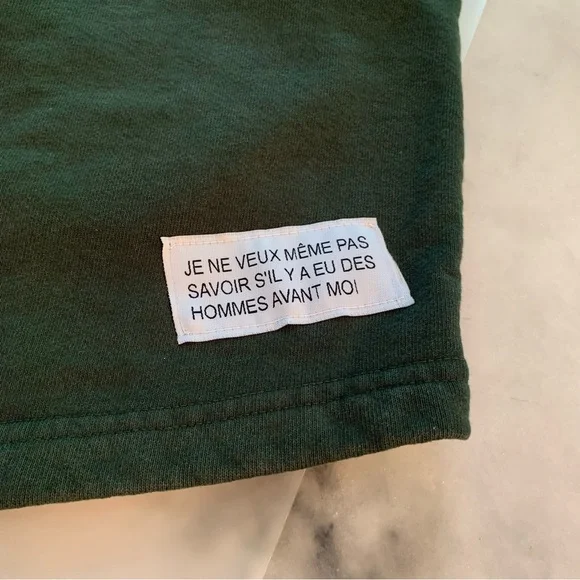 JE NE VEUX MÊME PAS
SAVOIR S'IL Y A EU DES
HOMMES AVANT MOI